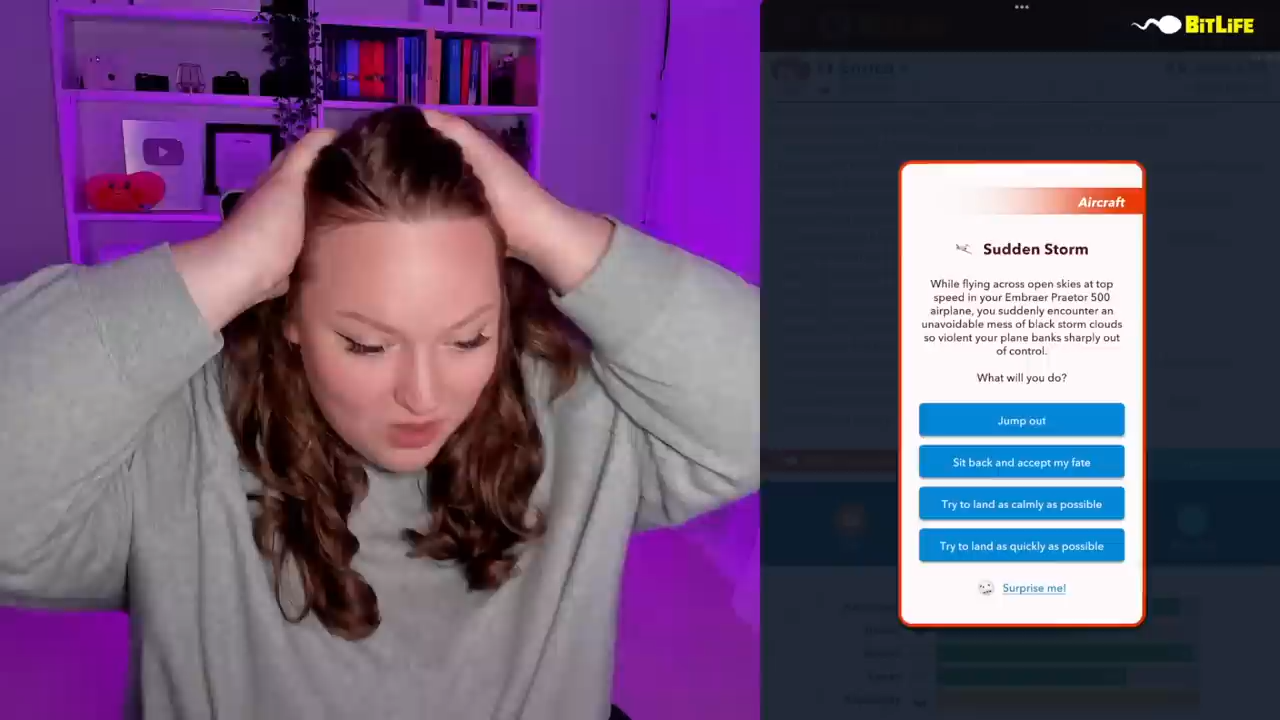 BitLife
Aircraft
Sudden Storm
While flying across open skies at top
speed in your Embraer Praetor 500
airplane, you suddenly encounter an
unavoidable mess of black storm clouds
so violent your plane banks sharply out
of control.
What will you do?
Jump out
Sit back and accept my fate
Try to land as calmly as possible
Try to land as quickly as possible
Surprise me!